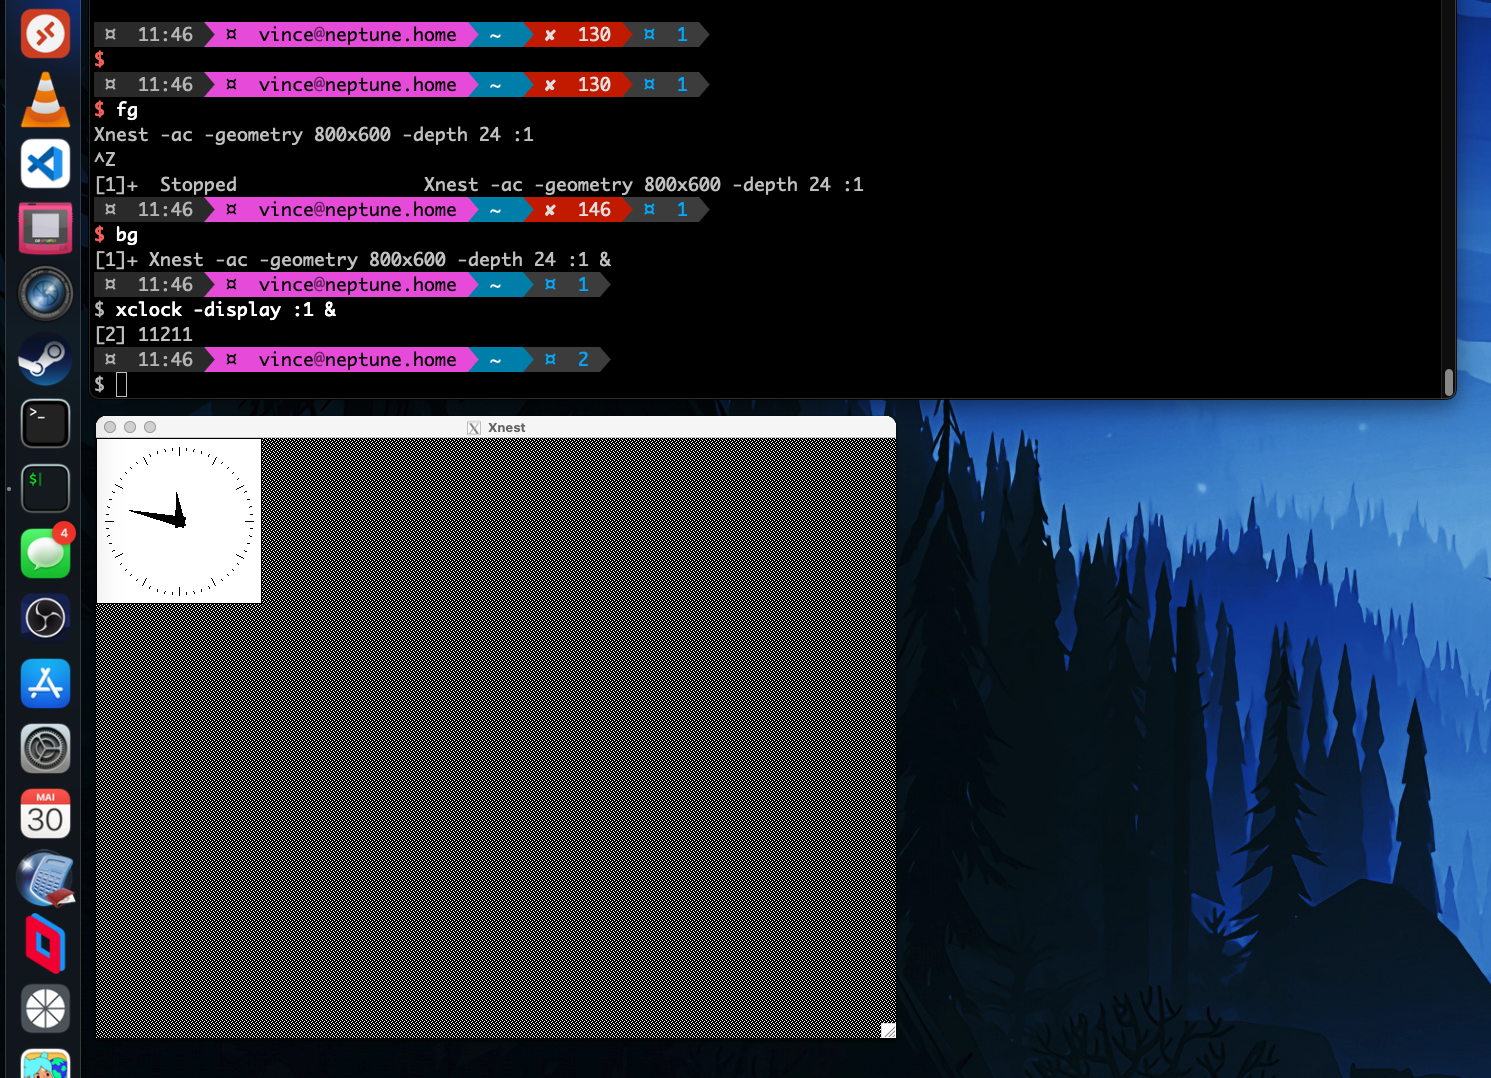 ¤ 11:46 ¤ vince@neptune.home ~ ✘ 130 ¤ 1
$
¤ 11:46 ¤ vince@neptune.home ~ ✘ 130 ¤ 1
$ fg
Xnest -ac -geometry 800x600 -depth 24 :1
^Z
[1]+  Stopped                 Xnest -ac -geometry 800x600 -depth 24 :1
¤ 11:46 ¤ vince@neptune.home ~ ✘ 146 ¤ 1
$ bg
[1]+ Xnest -ac -geometry 800x600 -depth 24 :1 &
¤ 11:46 ¤ vince@neptune.home ~ ¤ 1
$ xclock -display :1 &
[2] 11211
¤ 11:46 ¤ vince@neptune.home ~ ¤ 2
$
X Xnest
>_
$|
4
MAI
30